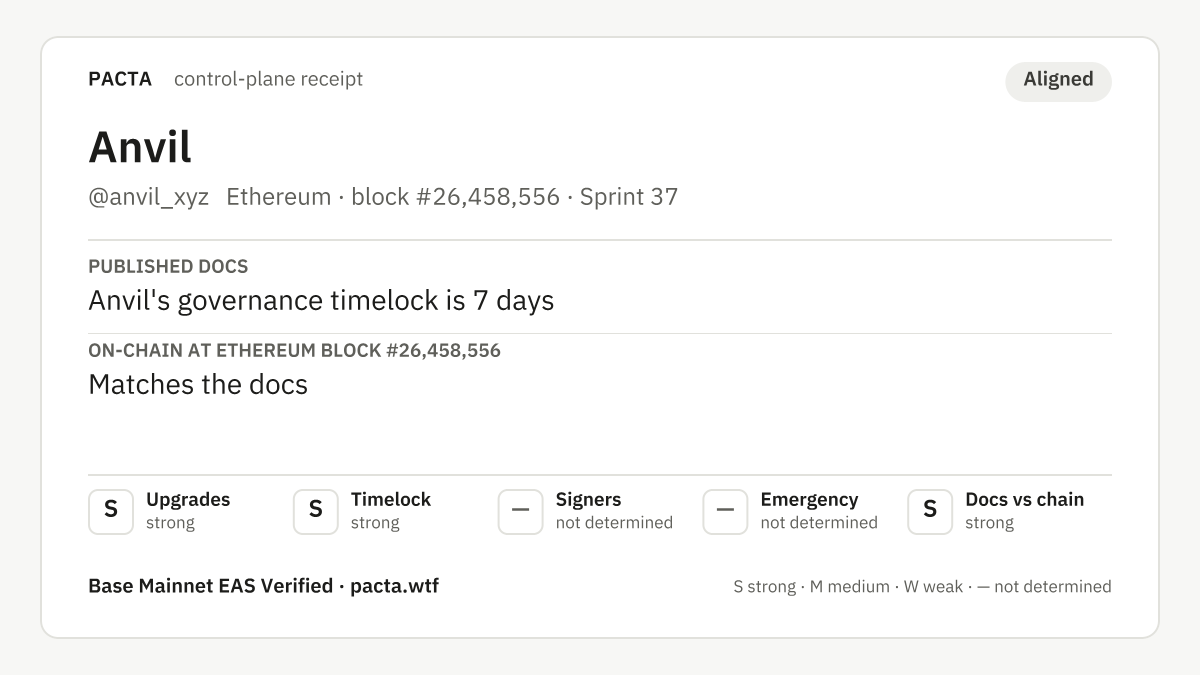 PACTA control-plane receipt
Aligned
Anvil
@anvil_xyz Ethereum · block #26,458,556 · Sprint 37
PUBLISHED DOCS
Anvil's governance timelock is 7 days
ON-CHAIN AT ETHEREUM BLOCK #26,458,556
Matches the docs
S Upgrades
strong
S Timelock
strong
— Signers
not determined
— Emergency
not determined
S Docs vs chain
strong
Base Mainnet EAS Verified · pacta.wtf
S strong · M medium · W weak · — not determined